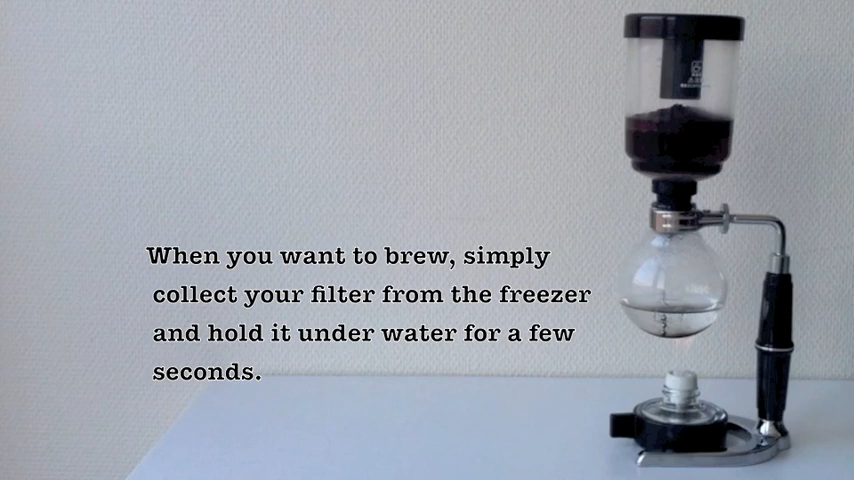 When you want to brew, simply
collect your filter from the freezer
and hold it under water for a few
seconds.